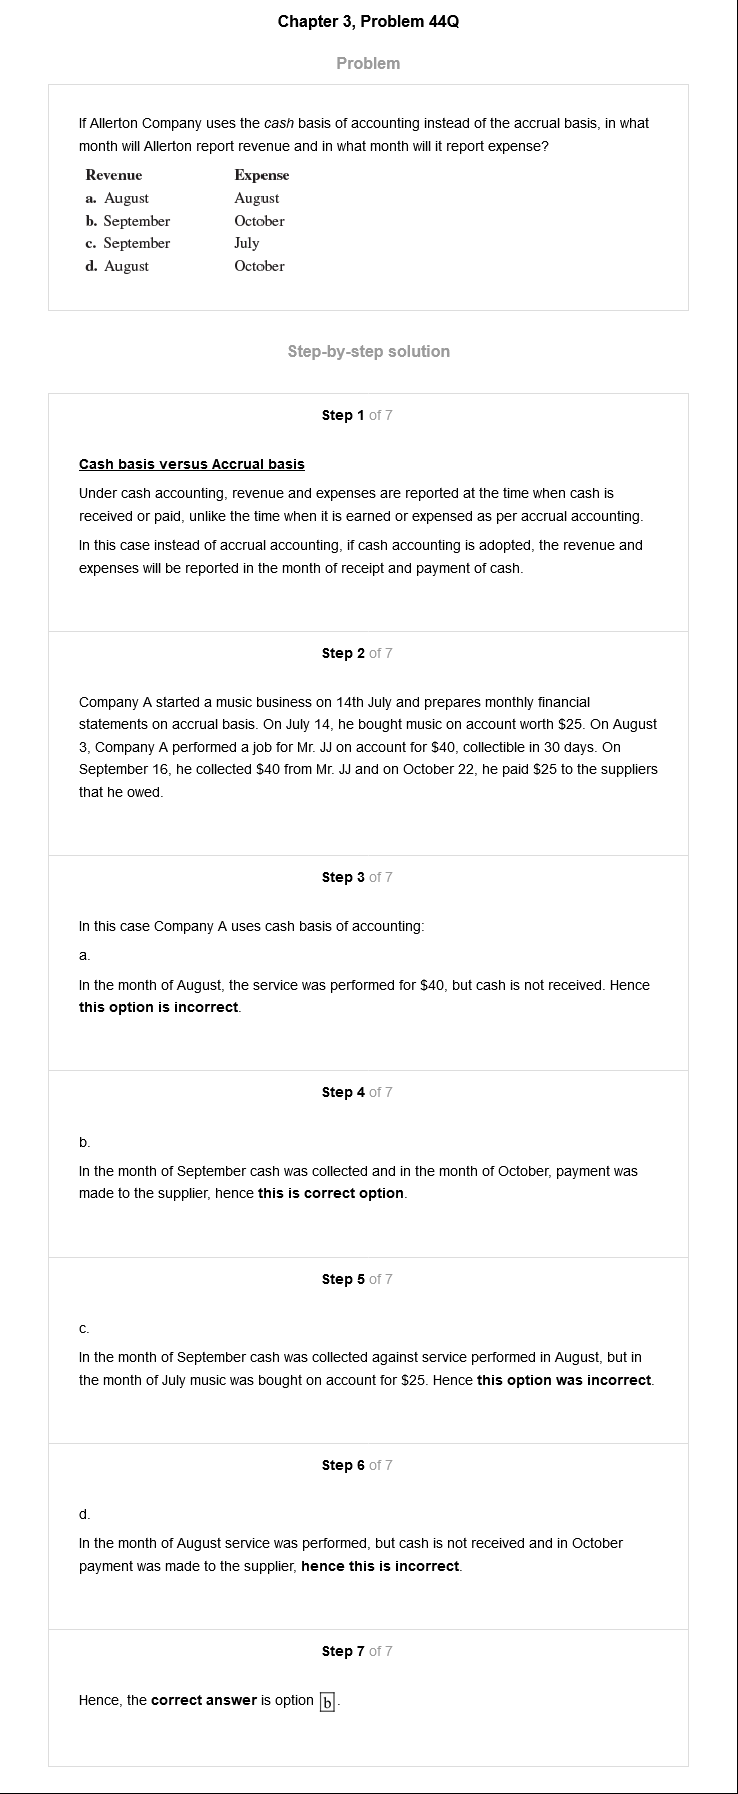 Chapter 3, Problem 44Q
Problem
If Allerton Company uses the cash basis of accounting instead of the accrual basis, in what
month will Allerton report revenue and in what month will it report expense?
Revenue Expense
a. August August
b. September October
c. September July
d. August October
Step-by-step solution
Step 1 of 7
Cash basis versus Accrual basis
Under cash accounting, revenue and expenses are reported at the time when cash is
received or paid, unlike the time when it is earned or expensed as per accrual accounting.
In this case instead of accrual accounting, if cash accounting is adopted, the revenue and
expenses will be reported in the month of receipt and payment of cash.
Step 2 of 7
Company A started a music business on 14th July and prepares monthly financial
statements on accrual basis. On July 14, he bought music on account worth $25. On August
3, Company A performed a job for Mr. JJ on account for $40, collectible in 30 days. On
September 16, he collected $40 from Mr. JJ and on October 22, he paid $25 to the suppliers
that he owed.
Step 3 of 7
In this case Company A uses cash basis of accounting:
a.
In the month of August, the service was performed for $40, but cash is not received. Hence
this option is incorrect.
Step 4 of 7
b.
In the month of September cash was collected and in the month of October, payment was
made to the supplier, hence this is correct option.
Step 5 of 7
c.
In the month of September cash was collected against service performed in August, but in
the month of July music was bought on account for $25. Hence this option was incorrect.
Step 6 of 7
d.
In the month of August service was performed, but cash is not received and in October
payment was made to the supplier, hence this is incorrect.
Step 7 of 7
Hence, the correct answer is option b.